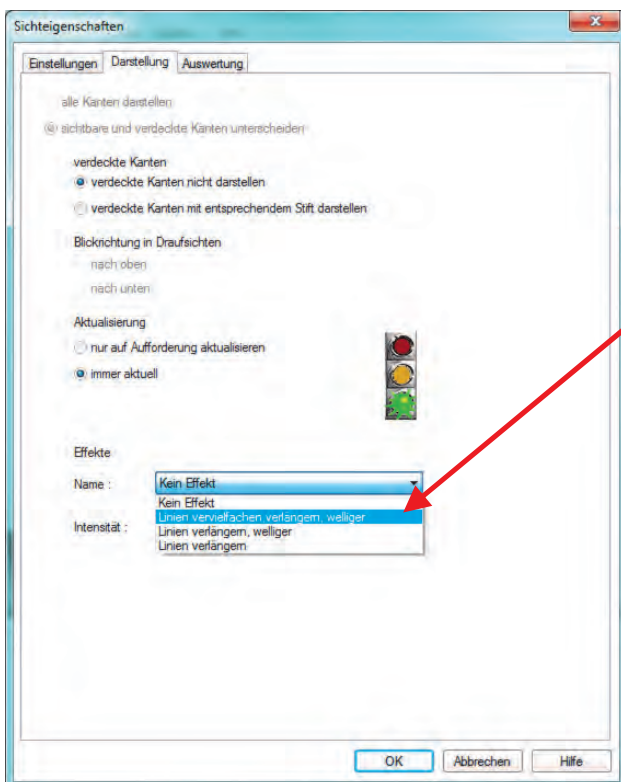 Sichteigenschaften
Einstellungen Darstellung Auswertung
alle Kanten darstellen
sichtbare und verdeckte Kanten unterscheiden
verdeckte Kanten
verdeckte Kanten nicht darstellen
verdeckte Kanten mit entsprechendem Stift darstellen
Blickrichtung in Draufsichten
nach oben
nach unten
Aktualisierung
nur auf Aufforderung aktualisieren
immer aktuell
Effekte
Name : Kein Effekt
Kein Effekt
Linien vervielfachen verlängern, welliger
Intensität : Linien verlängern, welliger
Linien verlängern
OK Abbrechen Hilfe